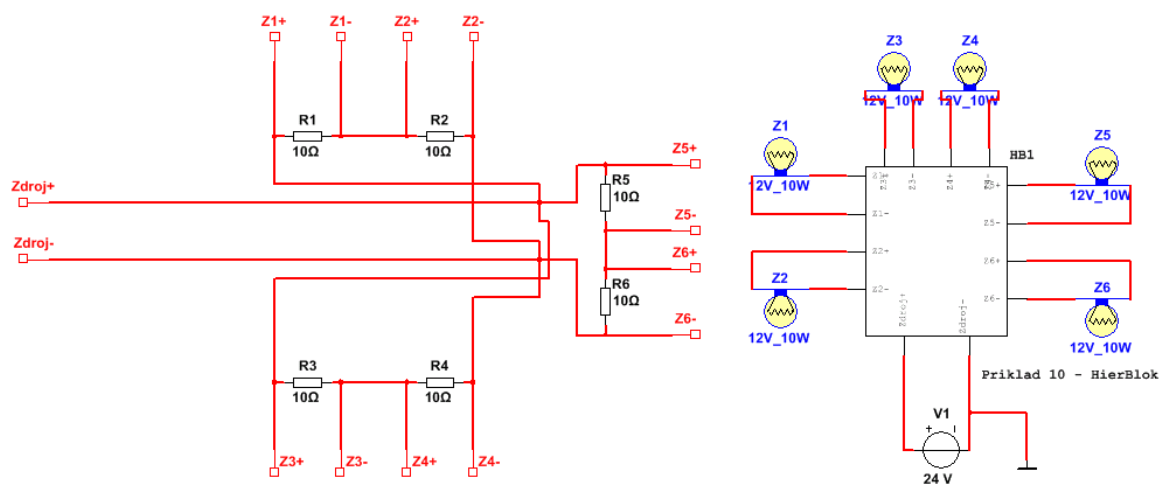 Z1+ Z1- Z2+ Z2-
R1 R2
10Ω 10Ω
Zdroj+
Zdroj-
Z5+
R5
10Ω
Z5-
Z6+
R6
10Ω
Z6-
R3 R4
10Ω 10Ω
Z3+ Z3- Z4+ Z4-
Z3 Z4
12V_10W 12V_10W
Z1 Z5
HB1
12V_10W 12V_10W
Z3+ Z3- Z4+
Z1- Z5-
Z2+ Z6+
Z2 Z6
Z2- Z6-
Zdroj+ Zdroj-
12V_10W 12V_10W
Priklad 10 - HierBlok
V1
+ -
24 V